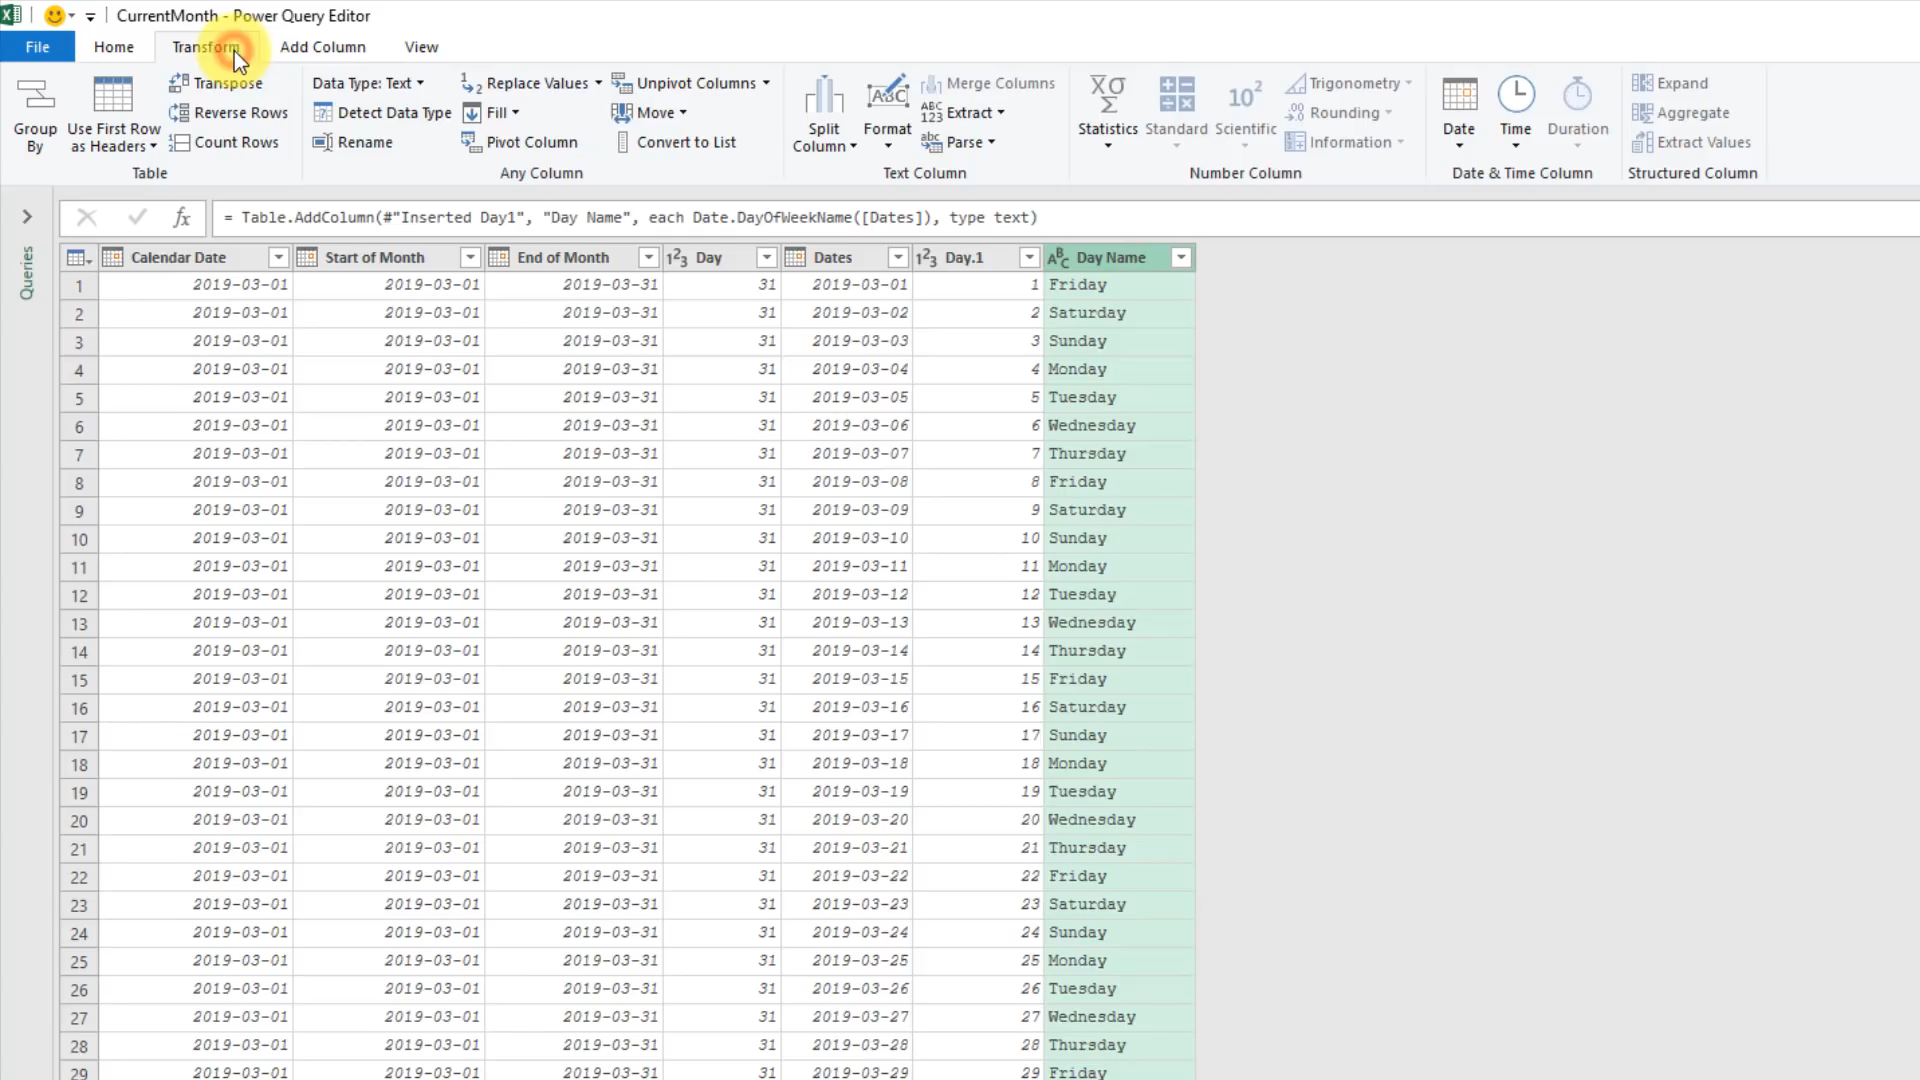 CurrentMonth - Power Query Editor
File Home Transform Add Column View
Group By
Use First Row as Headers
Transpose
Reverse Rows
Count Rows
Table
Data Type: Text
Detect Data Type
Rename
Replace Values
Fill
Pivot Column
Unpivot Columns
Move
Convert to List
Any Column
Split Column
Format
Merge Columns
Extract
Parse
Text Column
Statistics
Standard
Scientific
Trigonometry
Rounding
Information
Number Column
Date
Time
Duration
Date & Time Column
Expand
Aggregate
Extract Values
Structured Column
Queries
fx = Table.AddColumn(#"Inserted Day1", "Day Name", each Date.DayOfWeekName([Dates]), type text)
Calendar Date Start of Month End of Month 123 Day Dates 123 Day.1 ABC Day Name
1 2019-03-01 2019-03-01 2019-03-31 31 2019-03-01 1 Friday
2 2019-03-01 2019-03-01 2019-03-31 31 2019-03-02 2 Saturday
3 2019-03-01 2019-03-01 2019-03-31 31 2019-03-03 3 Sunday
4 2019-03-01 2019-03-01 2019-03-31 31 2019-03-04 4 Monday
5 2019-03-01 2019-03-01 2019-03-31 31 2019-03-05 5 Tuesday
6 2019-03-01 2019-03-01 2019-03-31 31 2019-03-06 6 Wednesday
7 2019-03-01 2019-03-01 2019-03-31 31 2019-03-07 7 Thursday
8 2019-03-01 2019-03-01 2019-03-31 31 2019-03-08 8 Friday
9 2019-03-01 2019-03-01 2019-03-31 31 2019-03-09 9 Saturday
10 2019-03-01 2019-03-01 2019-03-31 31 2019-03-10 10 Sunday
11 2019-03-01 2019-03-01 2019-03-31 31 2019-03-11 11 Monday
12 2019-03-01 2019-03-01 2019-03-31 31 2019-03-12 12 Tuesday
13 2019-03-01 2019-03-01 2019-03-31 31 2019-03-13 13 Wednesday
14 2019-03-01 2019-03-01 2019-03-31 31 2019-03-14 14 Thursday
15 2019-03-01 2019-03-01 2019-03-31 31 2019-03-15 15 Friday
16 2019-03-01 2019-03-01 2019-03-31 31 2019-03-16 16 Saturday
17 2019-03-01 2019-03-01 2019-03-31 31 2019-03-17 17 Sunday
18 2019-03-01 2019-03-01 2019-03-31 31 2019-03-18 18 Monday
19 2019-03-01 2019-03-01 2019-03-31 31 2019-03-19 19 Tuesday
20 2019-03-01 2019-03-01 2019-03-31 31 2019-03-20 20 Wednesday
21 2019-03-01 2019-03-01 2019-03-31 31 2019-03-21 21 Thursday
22 2019-03-01 2019-03-01 2019-03-31 31 2019-03-22 22 Friday
23 2019-03-01 2019-03-01 2019-03-31 31 2019-03-23 23 Saturday
24 2019-03-01 2019-03-01 2019-03-31 31 2019-03-24 24 Sunday
25 2019-03-01 2019-03-01 2019-03-31 31 2019-03-25 25 Monday
26 2019-03-01 2019-03-01 2019-03-31 31 2019-03-26 26 Tuesday
27 2019-03-01 2019-03-01 2019-03-31 31 2019-03-27 27 Wednesday
28 2019-03-01 2019-03-01 2019-03-31 31 2019-03-28 28 Thursday
29 2019-03-01 2019-03-01 2019-03-31 31 2019-03-29 29 Friday